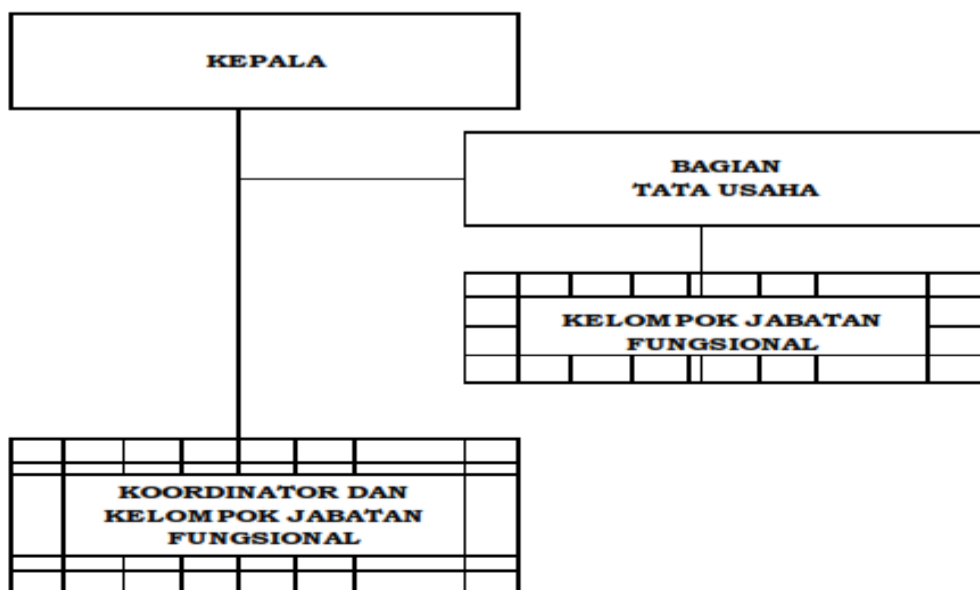 KEPALA
BAGIAN
TATA USAHA
KELOMPOK JABATAN
FUNGSIONAL
KOORDINATOR DAN
KELOMPOK JABATAN
FUNGSIONAL